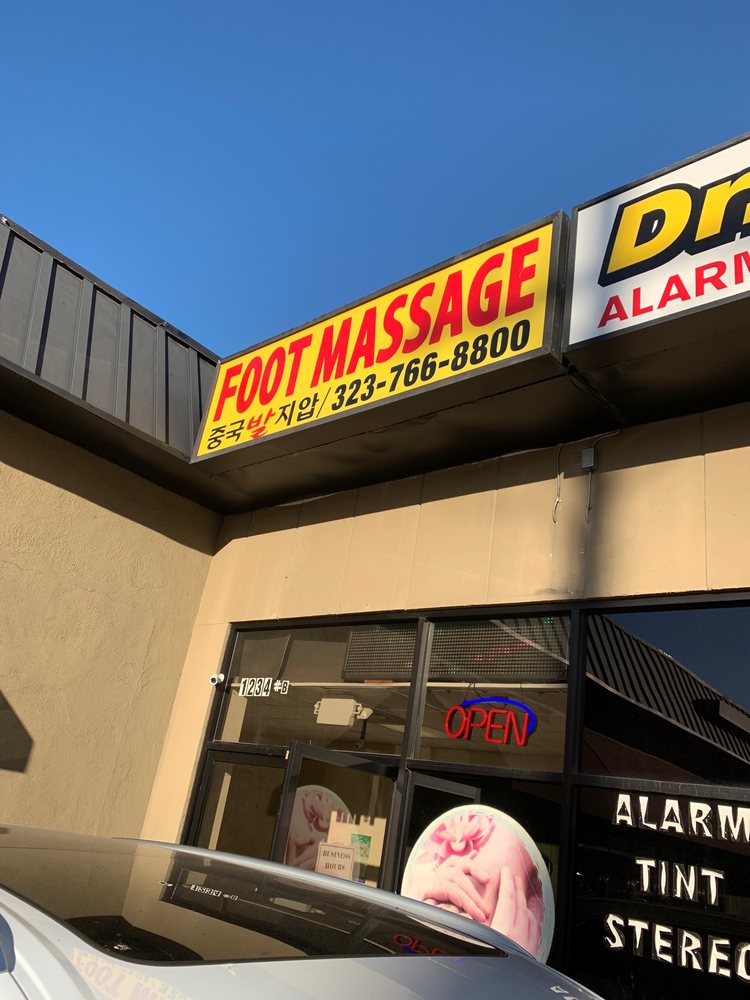 FOOT MASSAGE
중국발지압/323-766-8800
ALARM
1234 #B
OPEN
BUSINESS
HOURS
ALARM
TINT
STEREO